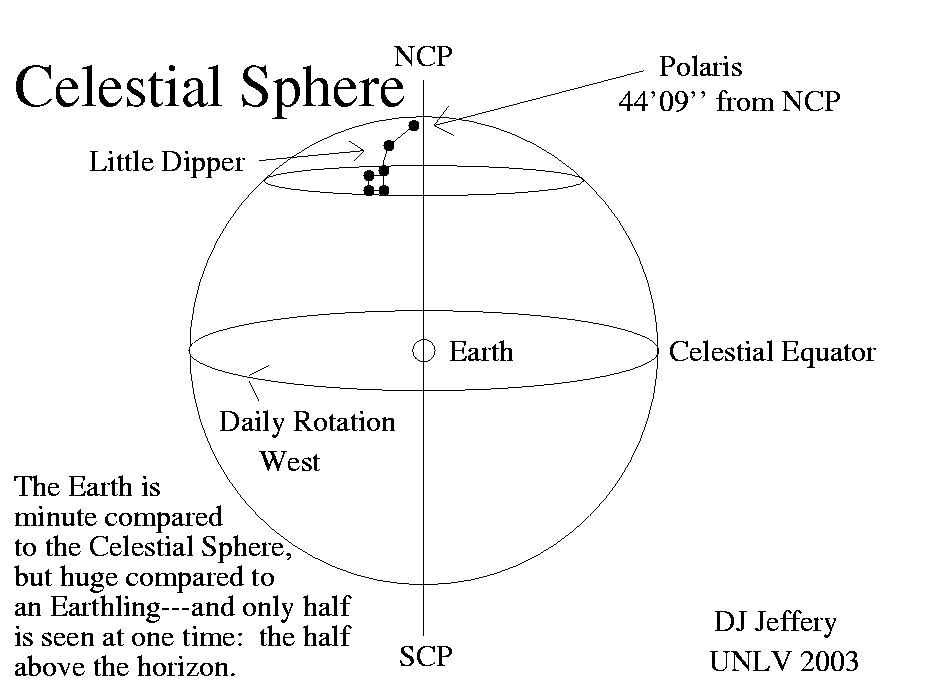 Celestial Sphere
NCP
Polaris
44’09’’ from NCP
Little Dipper
Earth
Celestial Equator
Daily Rotation
West
The Earth is
minute compared
to the Celestial Sphere,
but huge compared to
an Earthling---and only half
is seen at one time:  the half
above the horizon.
SCP
DJ Jeffery
UNLV 2003